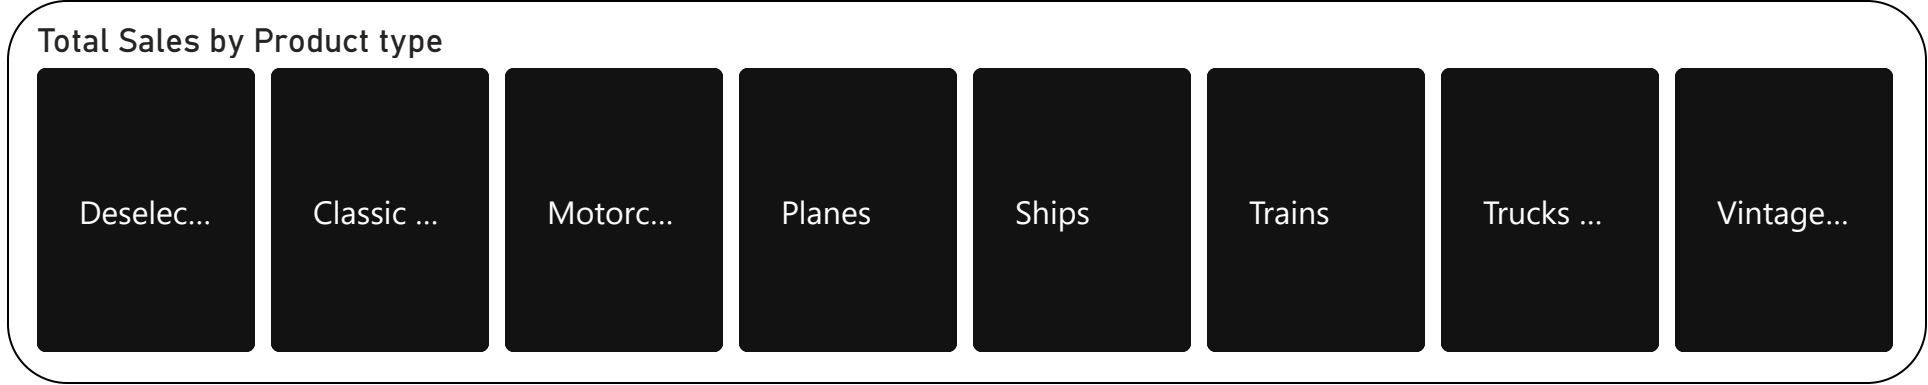 Total Sales by Product type
Deselec...
Classic ...
Motorc...
Planes
Ships
Trains
Trucks ...
Vintage...